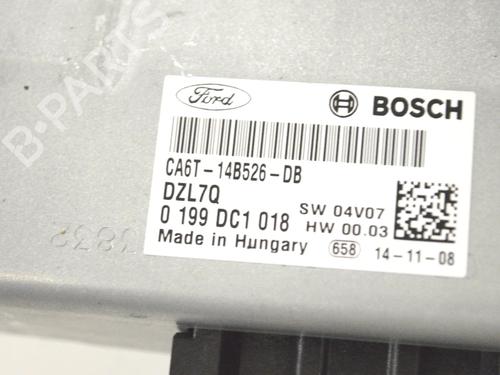 B-PARTS
Ford
BOSCH
CA6T-14B526-DB
DZL7Q
0 199 DC1 018
SW 04V07
HW 00.03
Made in Hungary
658
14-11-08